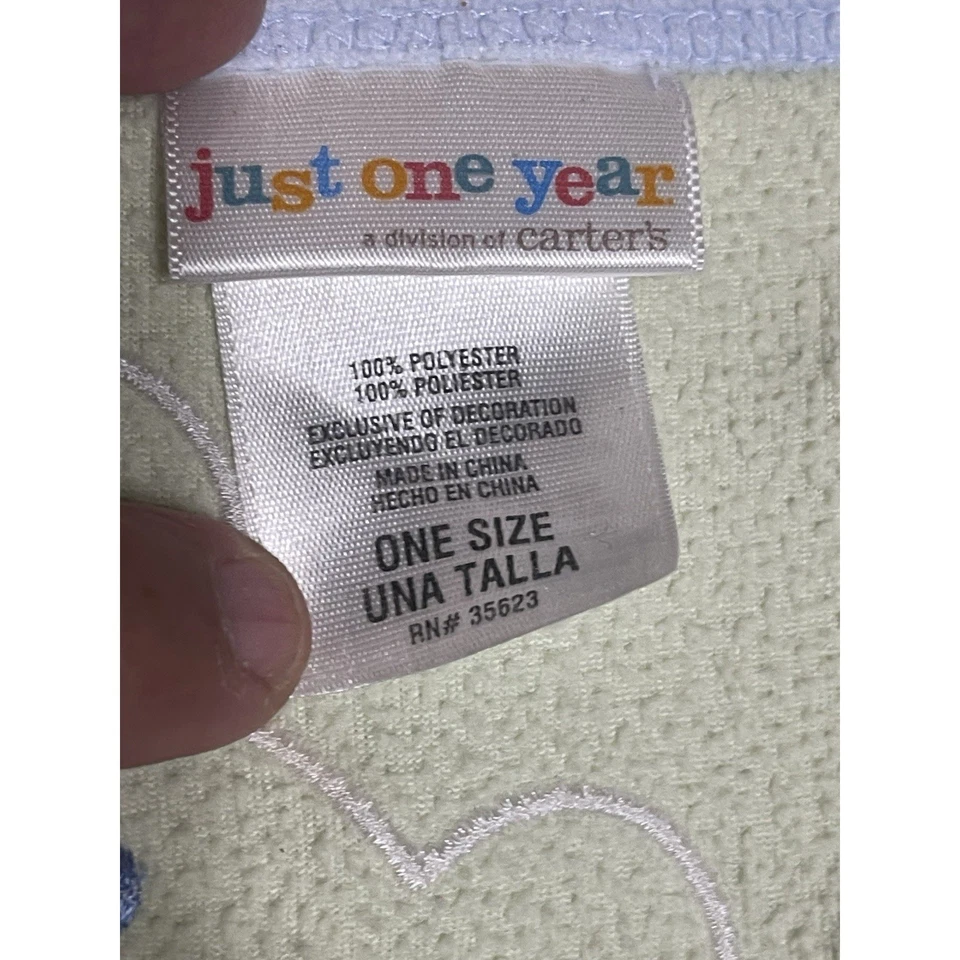 just one year
a division of carter's
100% POLYESTER
100% POLIESTER
EXCLUSIVE OF DECORATION
EXCLUYENDO EL DECORADO
MADE IN CHINA
HECHO EN CHINA
ONE SIZE
UNA TALLA
RN# 35623